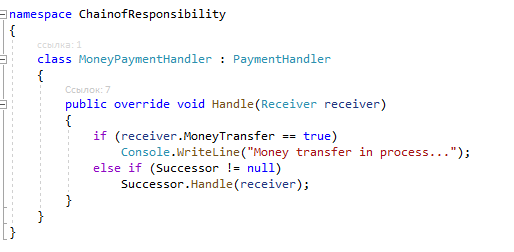 namespace ChainofResponsibility
{
ссылка: 1
class MoneyPaymentHandler : PaymentHandler
{
Ссылок: 7
public override void Handle(Receiver receiver)
{
if (receiver.MoneyTransfer == true)
Console.WriteLine("Money transfer in process...");
else if (Successor != null)
Successor.Handle(receiver);
}
}
}